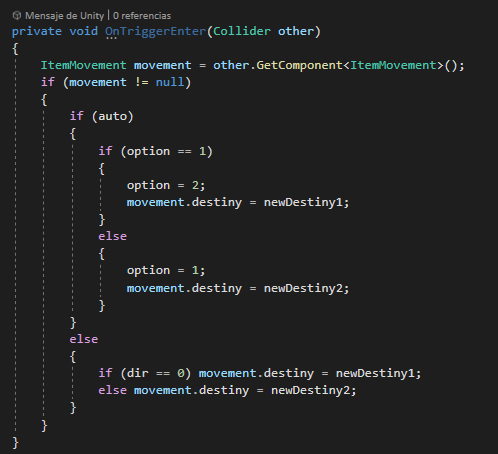 Mensaje de Unity | 0 referencias
private void OnTriggerEnter(Collider other)
{
    ItemMovement movement = other.GetComponent<ItemMovement>();
    if (movement != null)
    {
        if (auto)
        {
            if (option == 1)
            {
                option = 2;
                movement.destiny = newDestiny1;
            }
            else
            {
                option = 1;
                movement.destiny = newDestiny2;
            }
        }
        else
        {
            if (dir == 0) movement.destiny = newDestiny1;
            else movement.destiny = newDestiny2;
        }
    }
}